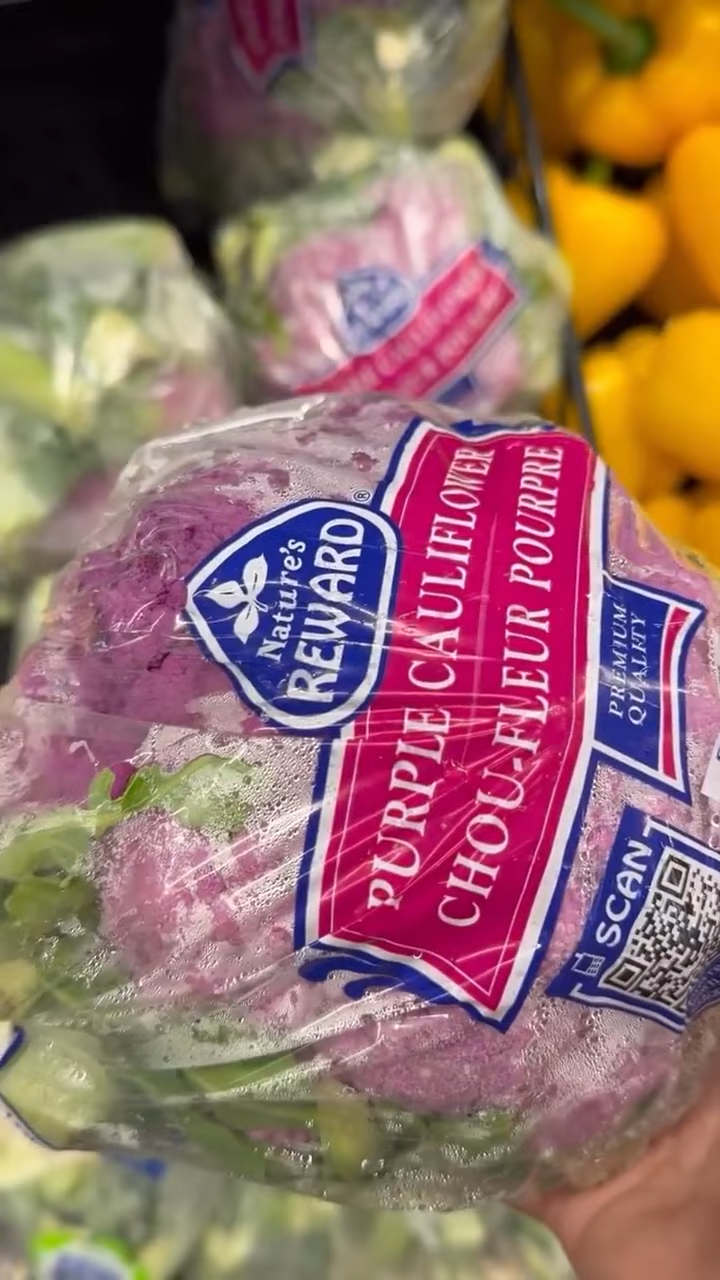 Nature's
REWARD®
PURPLE CAULIFLOWER
CHOU-FLEUR POURPRE
PREMIUM
QUALITY
SCAN